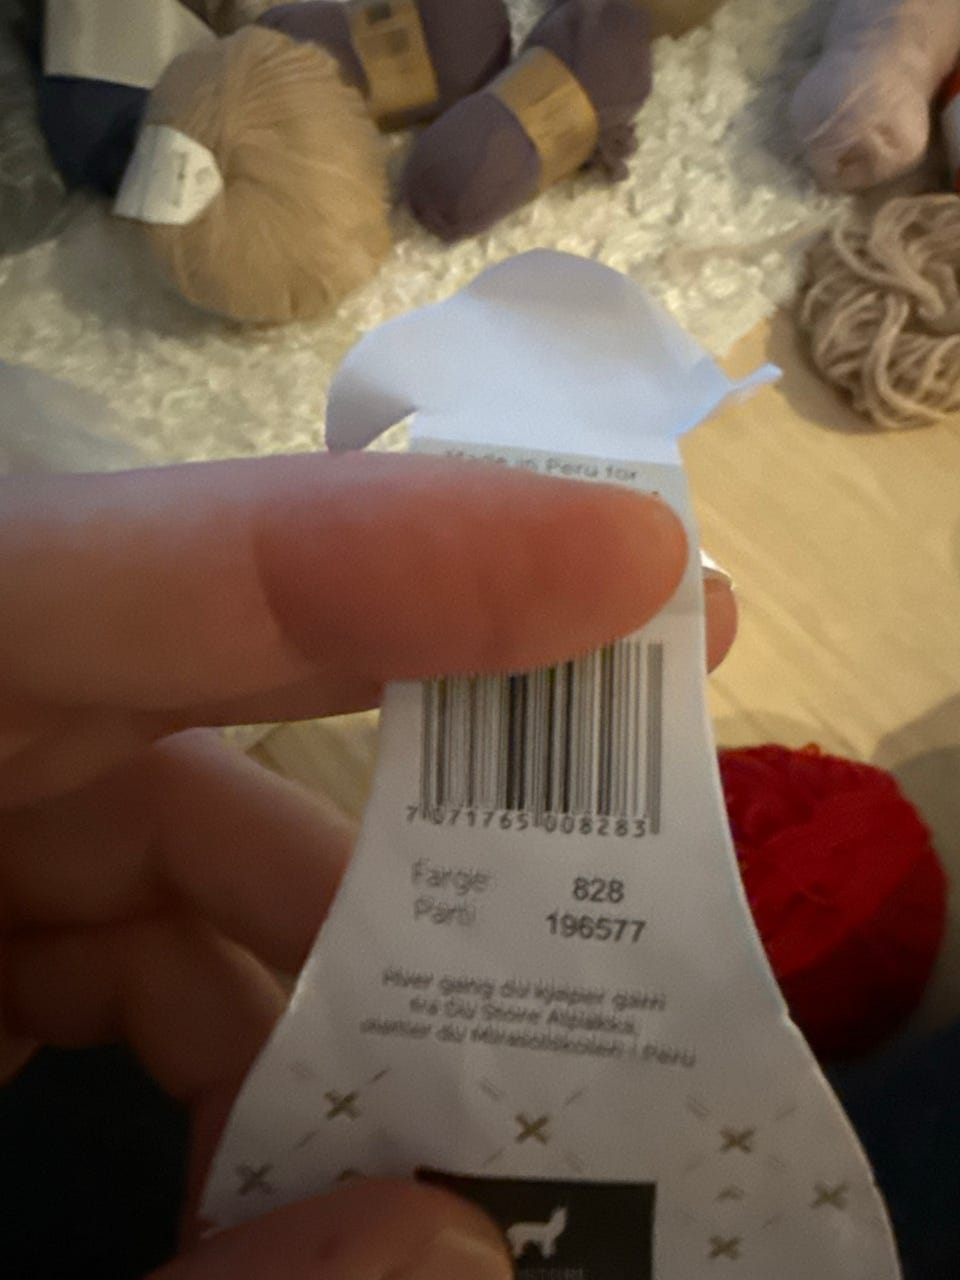 Made in Peru for
7 071765 008283
Farge: 828
Parti 196577
Hver gang du kjøper garn
fra Du Store Alpakka,
støtter du Mirasolskolen i Peru